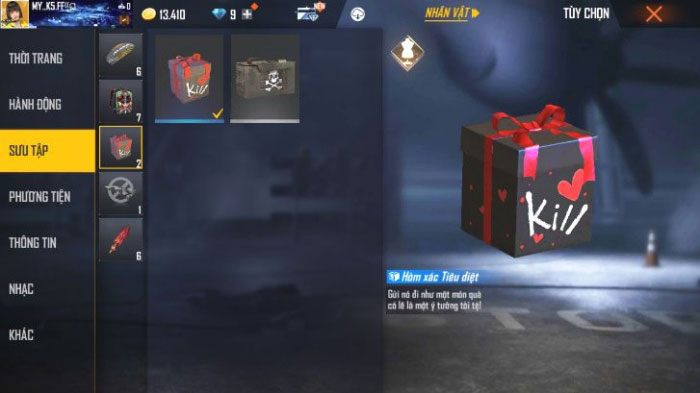 MY_K5.FF
13.410
9
NHÂN VẬT
TÙY CHỌN
THỜI TRANG
HÀNH ĐỘNG
SƯU TẬP
PHƯƠNG TIỆN
THÔNG TIN
NHẠC
KHÁC
6
7
2
1
6
Kill
Kill
Hòm xác Tiêu diệt
Gửi nó đi như một món quà
có lẽ là một ý tưởng tồi tệ!